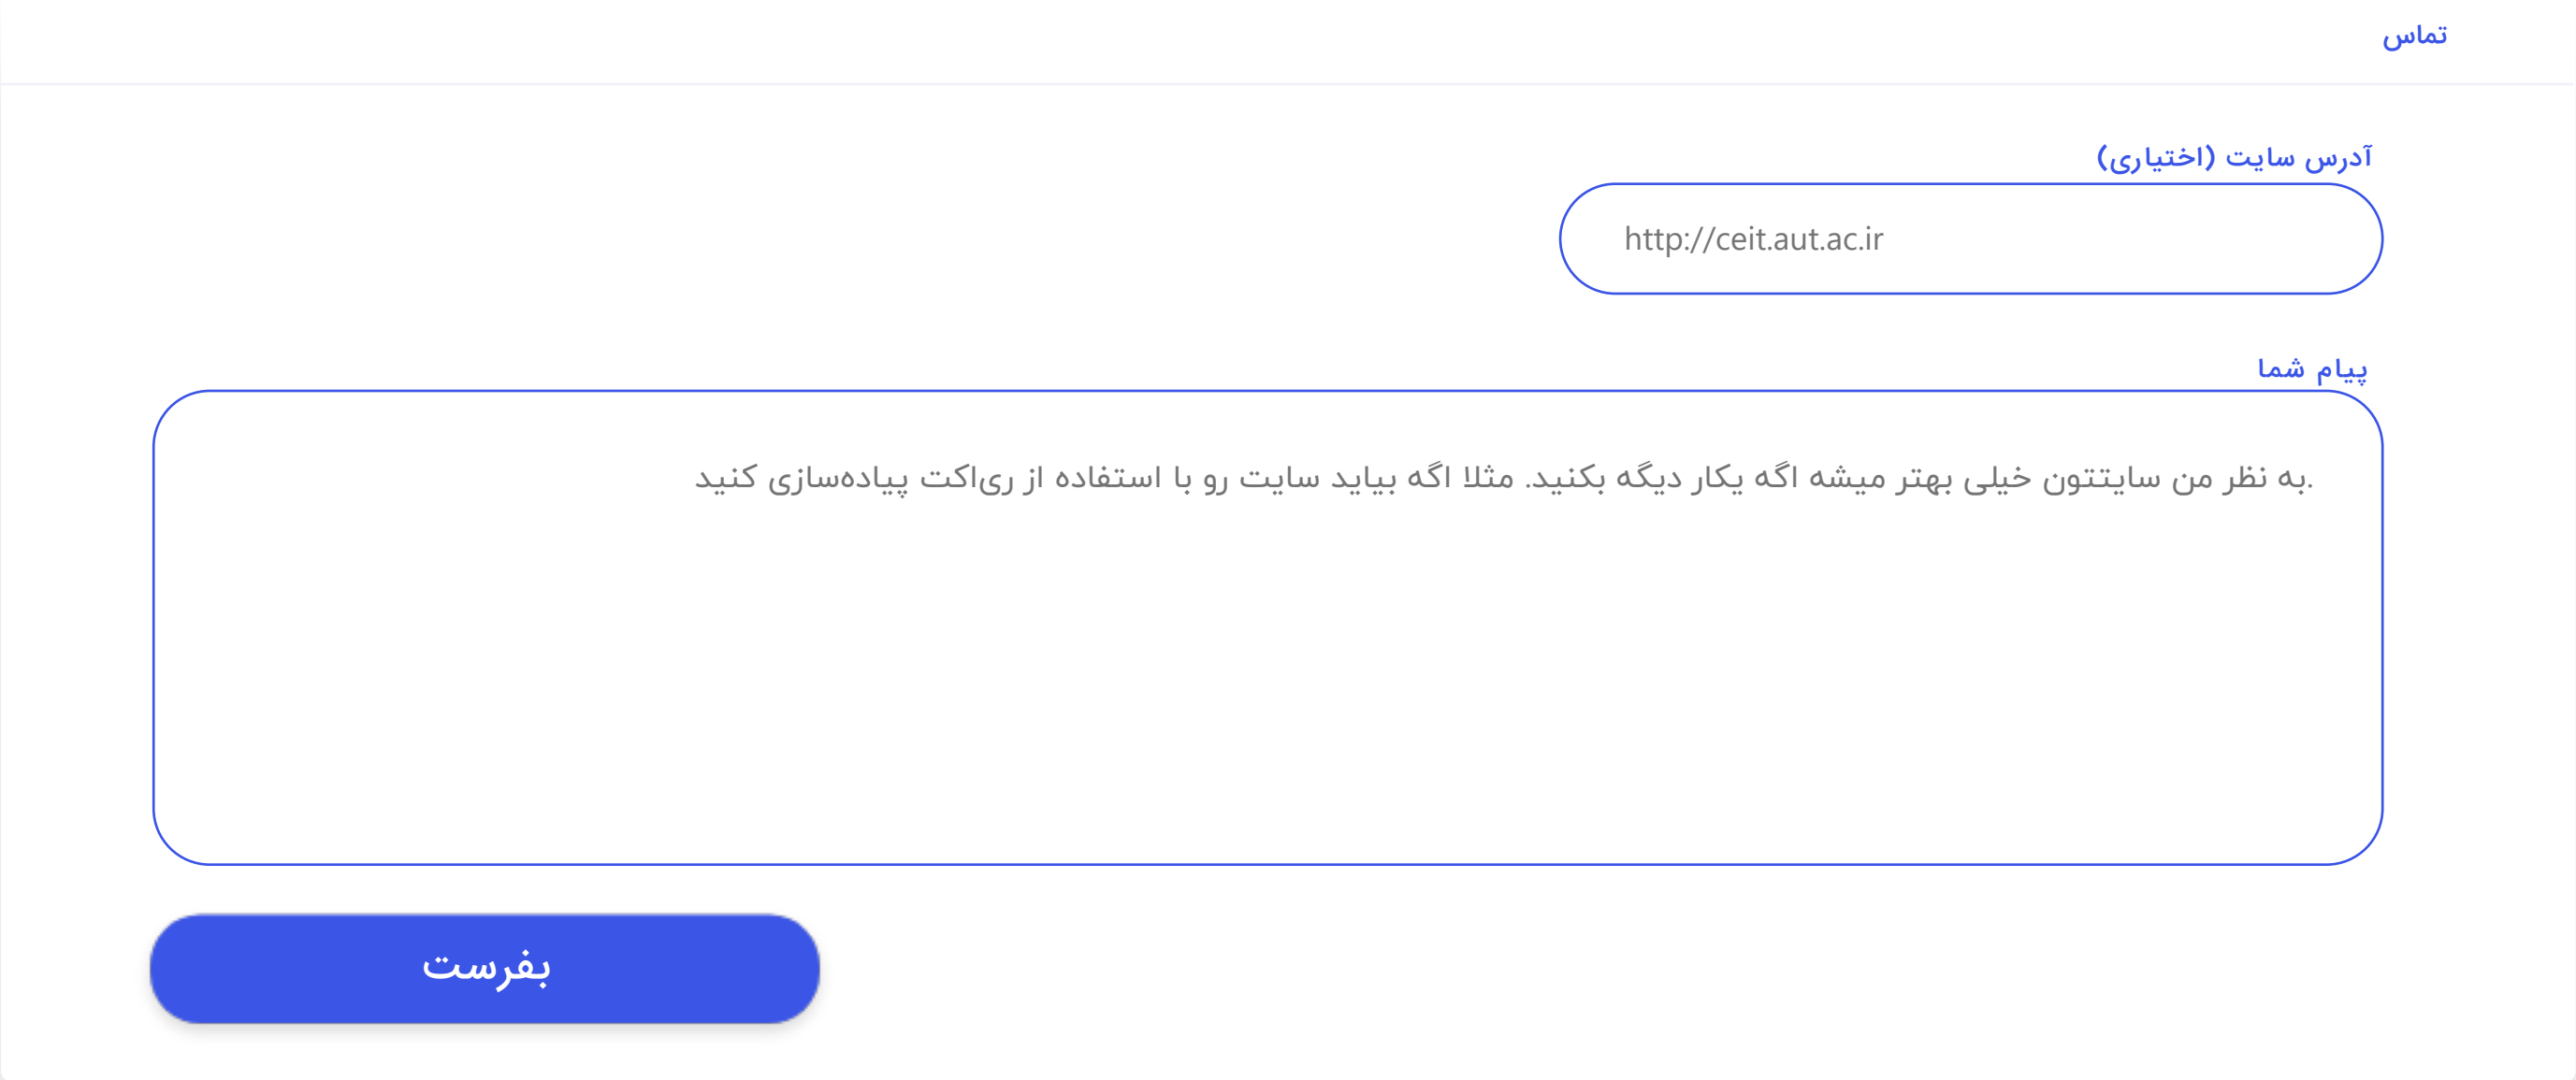 تماس
آدرس سایت (اختیاری)
http://ceit.aut.ac.ir
پیام شما
.به نظر من سایتتون خیلی بهتر میشه اگه یکار دیگه بکنید. مثلا اگه بیاید سایت رو با استفاده از ری‌اکت پیاده‌سازی کنید
بفرست